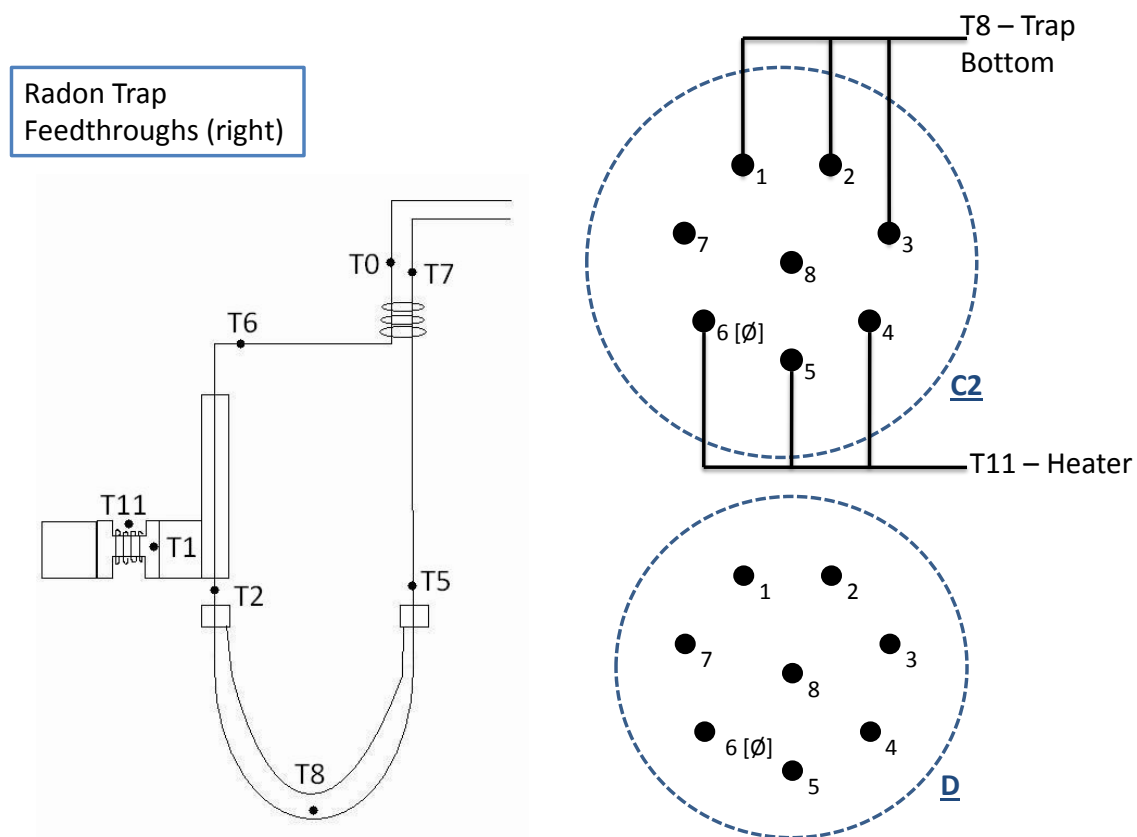 Radon Trap
Feedthroughs (right)
T0
T7
T6
T11
T1
T2
T5
T8
T8 – Trap
Bottom
1
2
7
3
8
6 [Ø]
4
5
C2
T11 – Heater
1
2
7
3
8
6 [Ø]
4
5
D